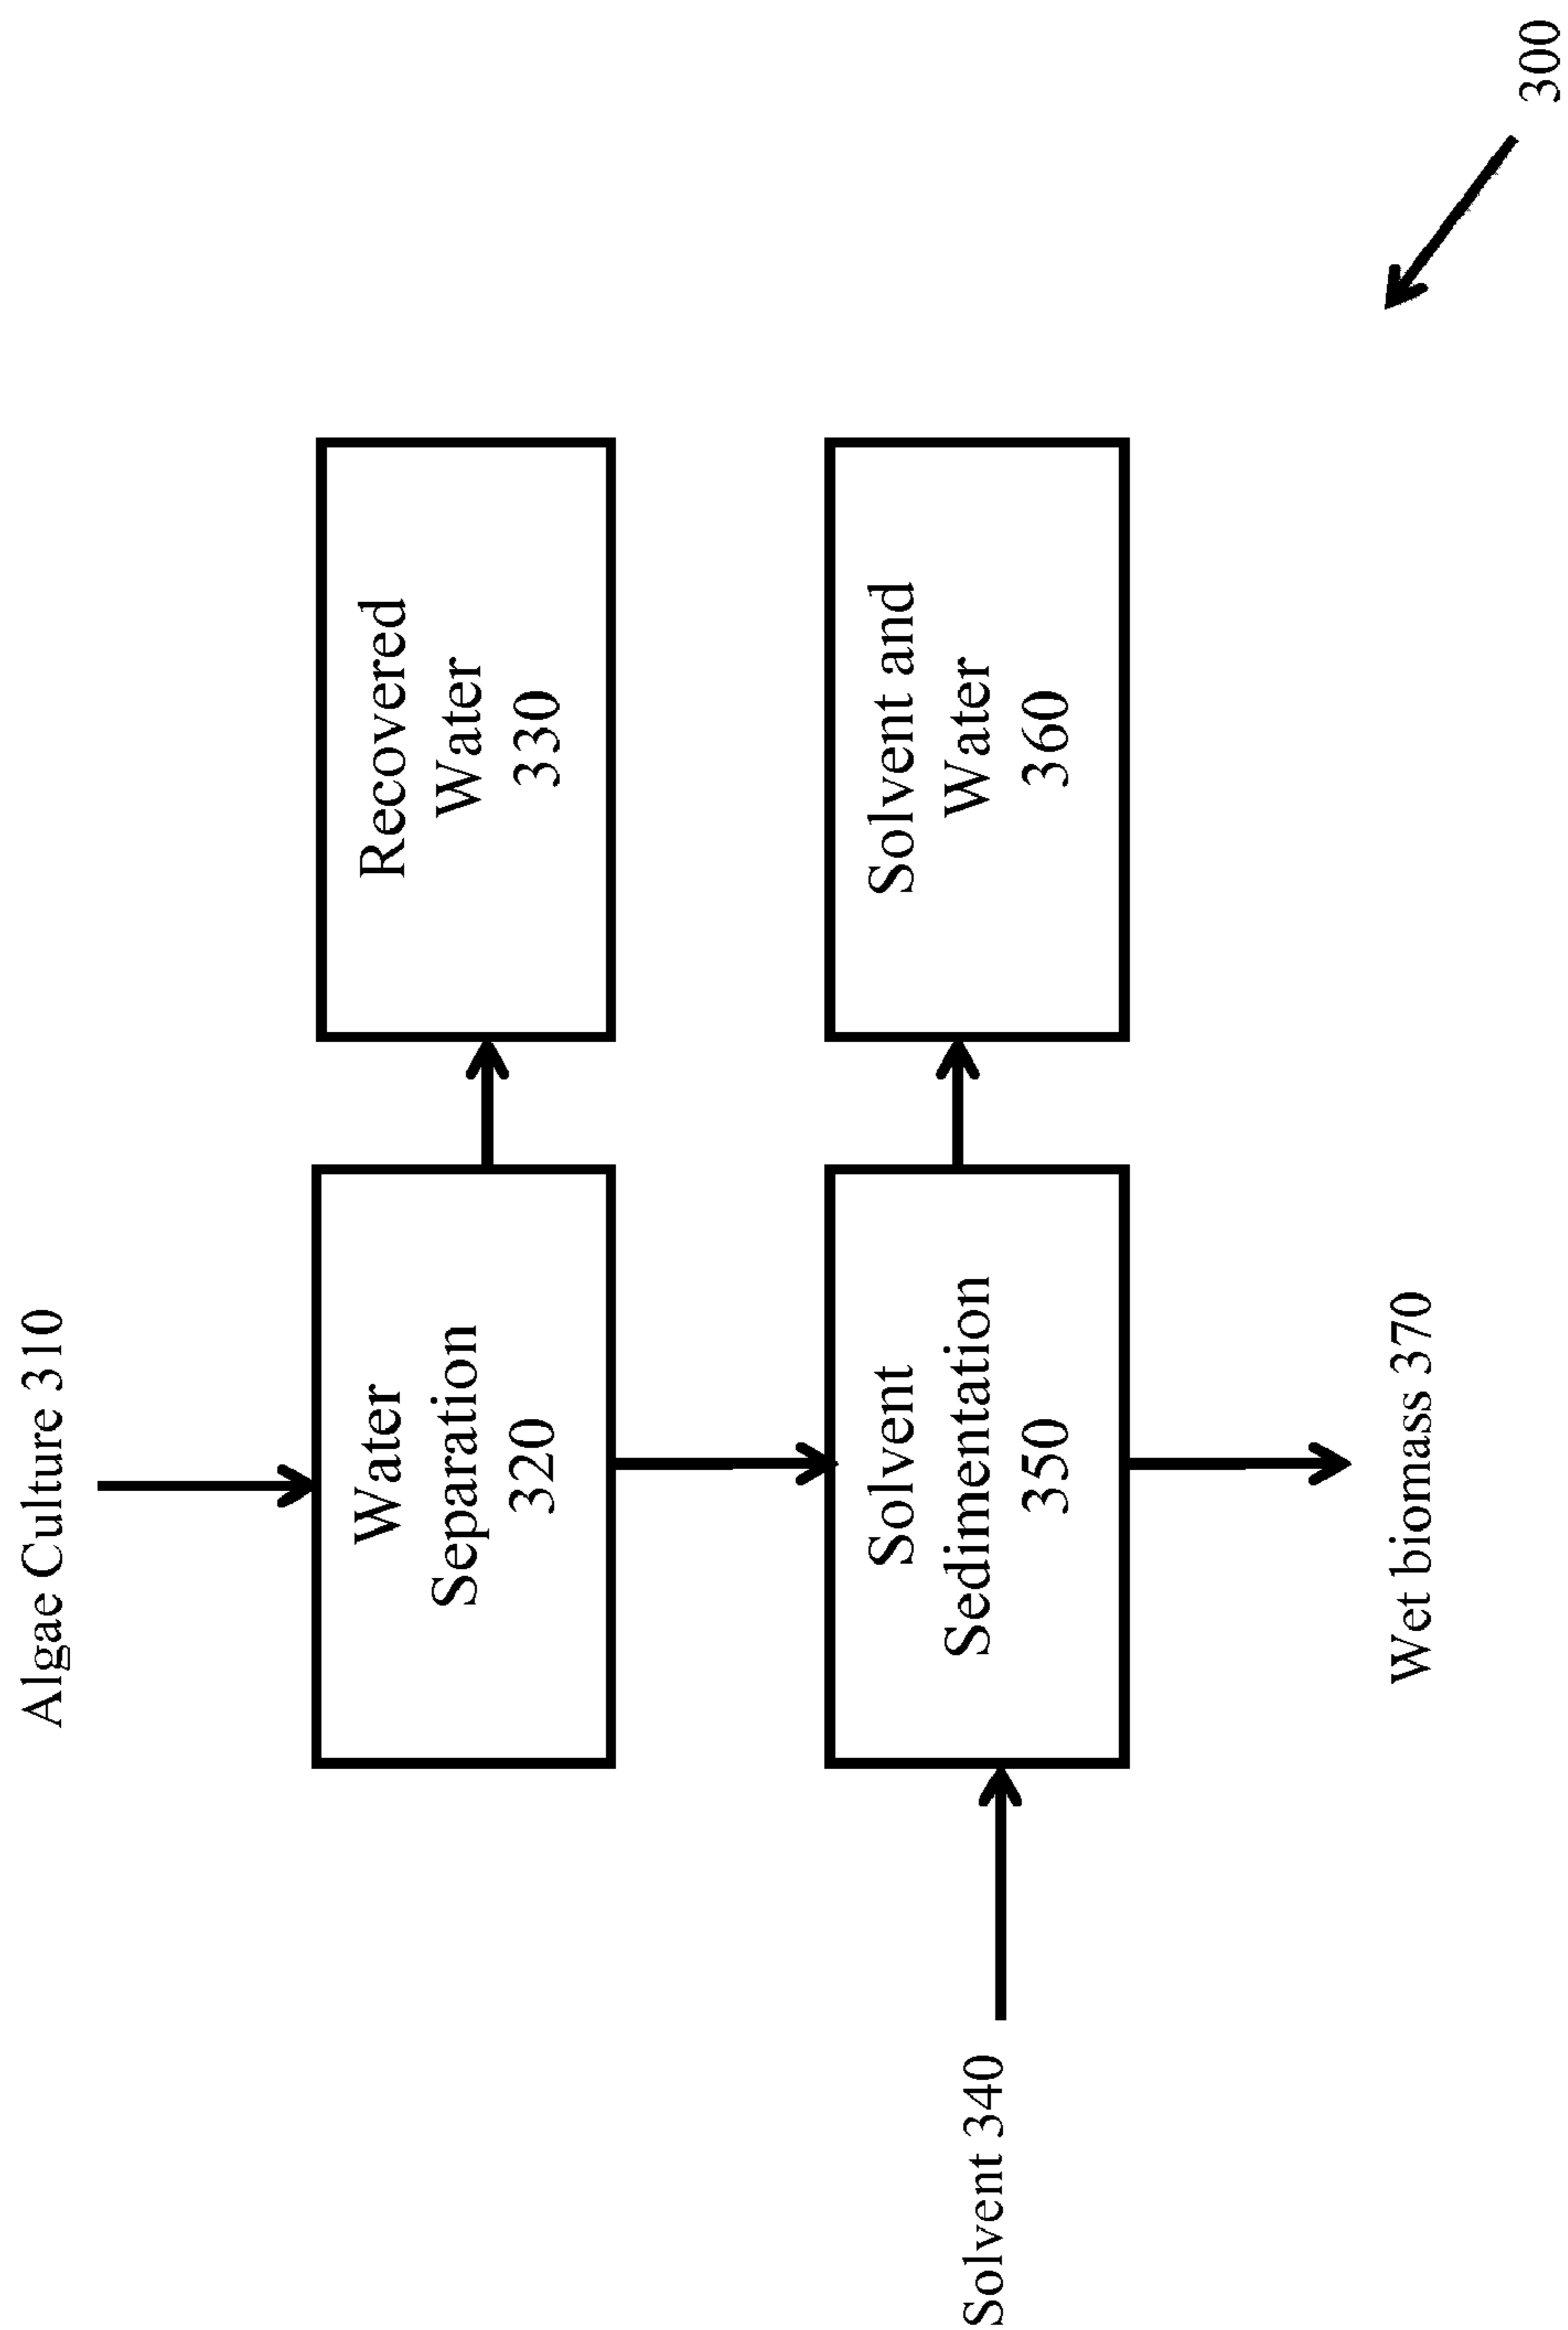 Algae Culture 310
Water
Separation
320
Recovered
Water
330
Solvent 340
Solvent
Sedimentation
350
Solvent and
Water
360
Wet biomass 370
300